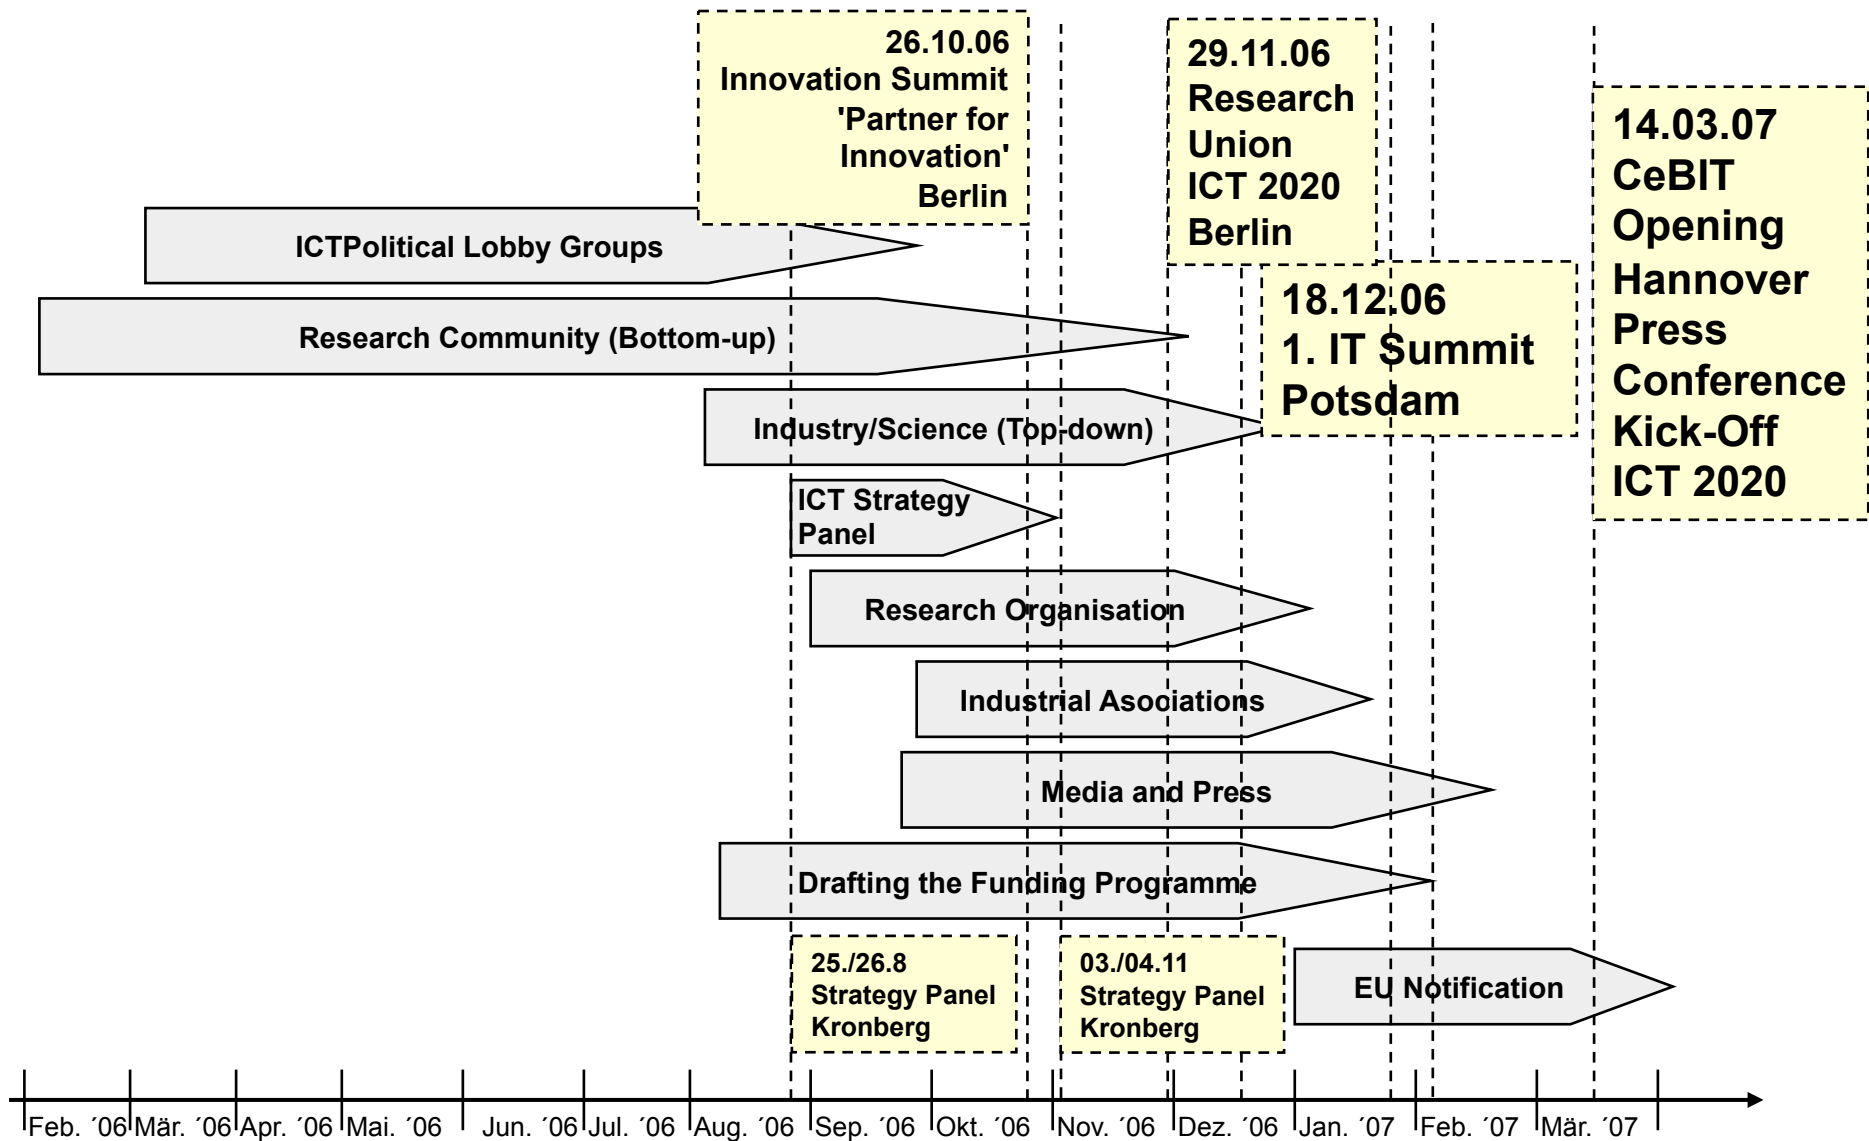 26.10.06
Innovation Summit
'Partner for
Innovation'
Berlin
29.11.06
Research
Union
ICT 2020
Berlin
14.03.07
CeBIT
Opening
Hannover
Press
Conference
Kick-Off
ICT 2020
18.12.06
1. IT Summit
Potsdam
ICTPolitical Lobby Groups
Research Community (Bottom-up)
Industry/Science (Top-down)
ICT Strategy
Panel
Research Organisation
Industrial Asociations
Media and Press
Drafting the Funding Programme
25./26.8
Strategy Panel
Kronberg
03./04.11
Strategy Panel
Kronberg
EU Notification
Feb. ´06 Mär. ´06 Apr. ´06 Mai. ´06 Jun. ´06 Jul. ´06 Aug. ´06 Sep. ´06 Okt. ´06 Nov. ´06 Dez. ´06 Jan. ´07 Feb. ´07 Mär. ´07